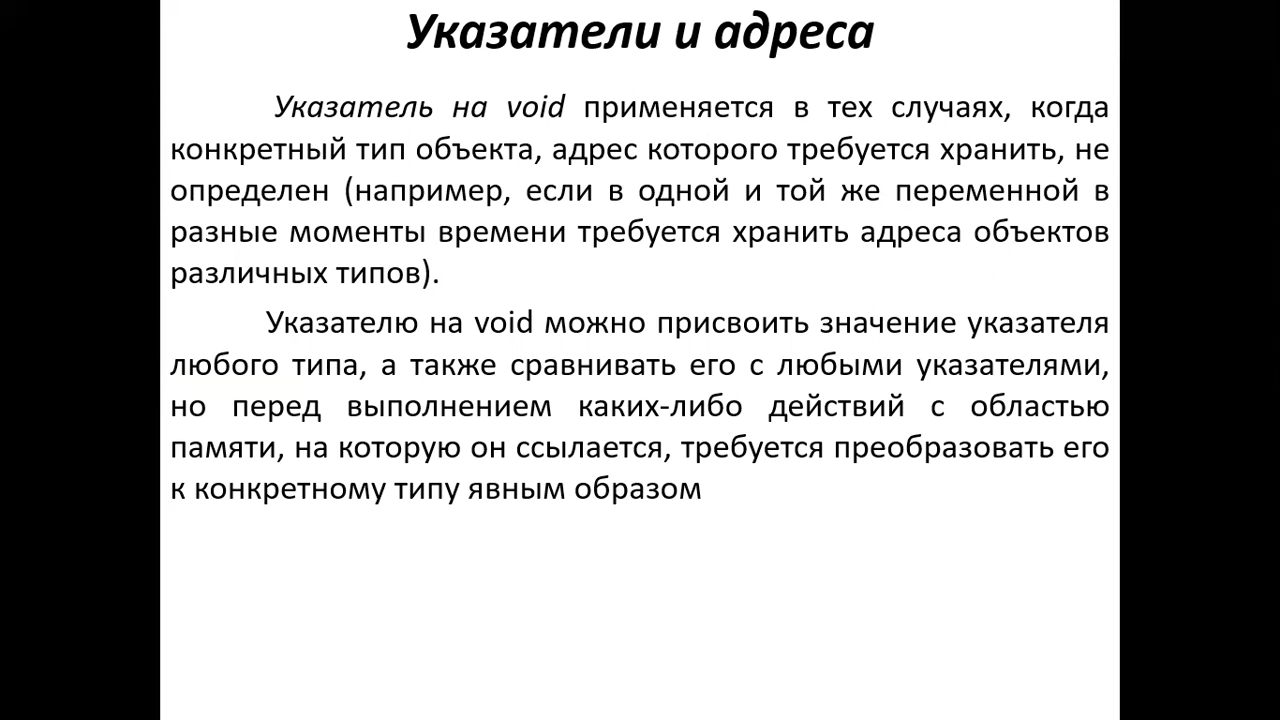 Указатели и адреса
Указатель на void применяется в тех случаях, когда
конкретный тип объекта, адрес которого требуется хранить, не
определен (например, если в одной и той же переменной в
разные моменты времени требуется хранить адреса объектов
различных типов).
Указателю на void можно присвоить значение указателя
любого типа, а также сравнивать его с любыми указателями,
но перед выполнением каких-либо действий с областью
памяти, на которую он ссылается, требуется преобразовать его
к конкретному типу явным образом